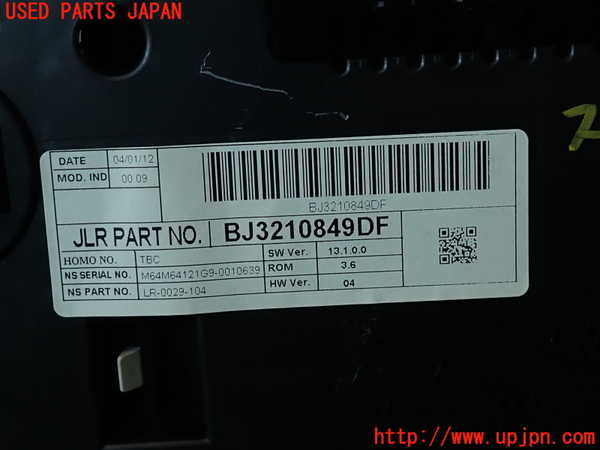 USED PARTS JAPAN
DATE 04/01/12
MOD. IND 00 09
BJ3210849DF
JLR PART NO. BJ3210849DF
HOMO NO. TBC
NS SERIAL NO. M64M64121G9-0010639
NS PART NO. LR-0029-104
SW Ver. 13.1.0.0
ROM 3.6
HW Ver. 04
http://www.upjpn.com